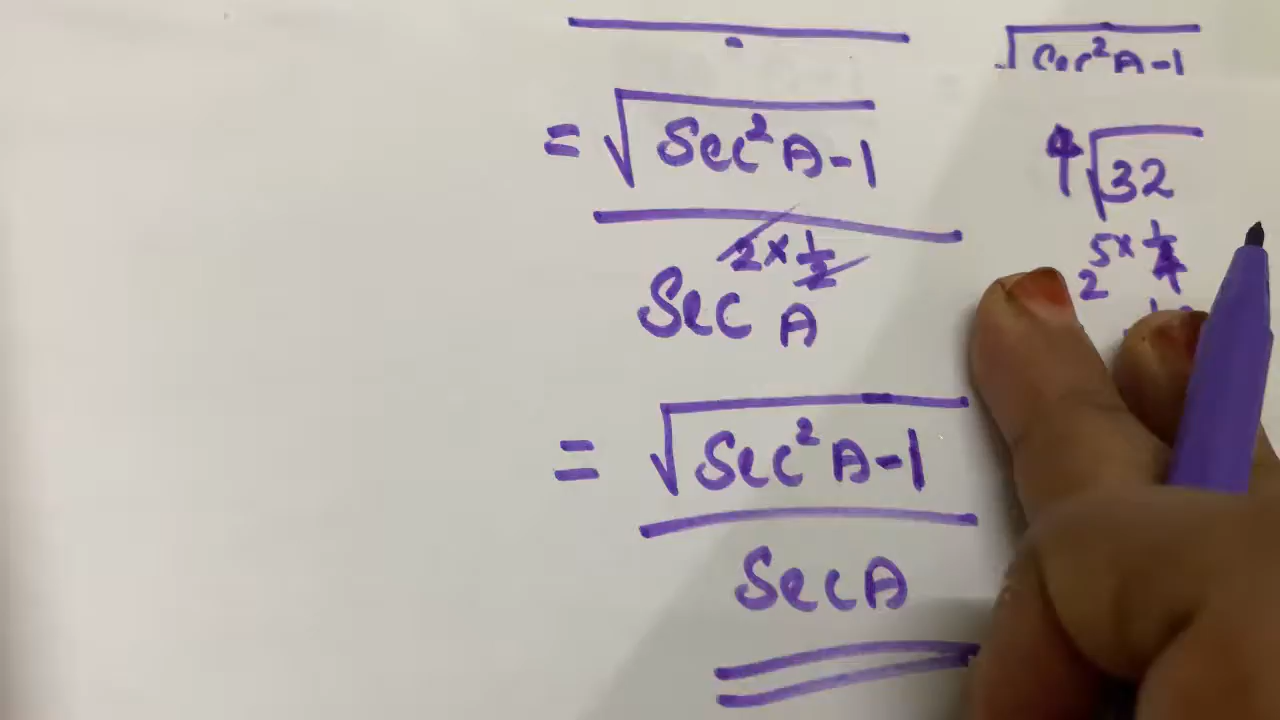 = √(Sec²A-1)
Sec^(2×1/2) A
= √(Sec²A-1)
SecA
√(Sec²A-1)
⁴√32
2^(5×1/4)